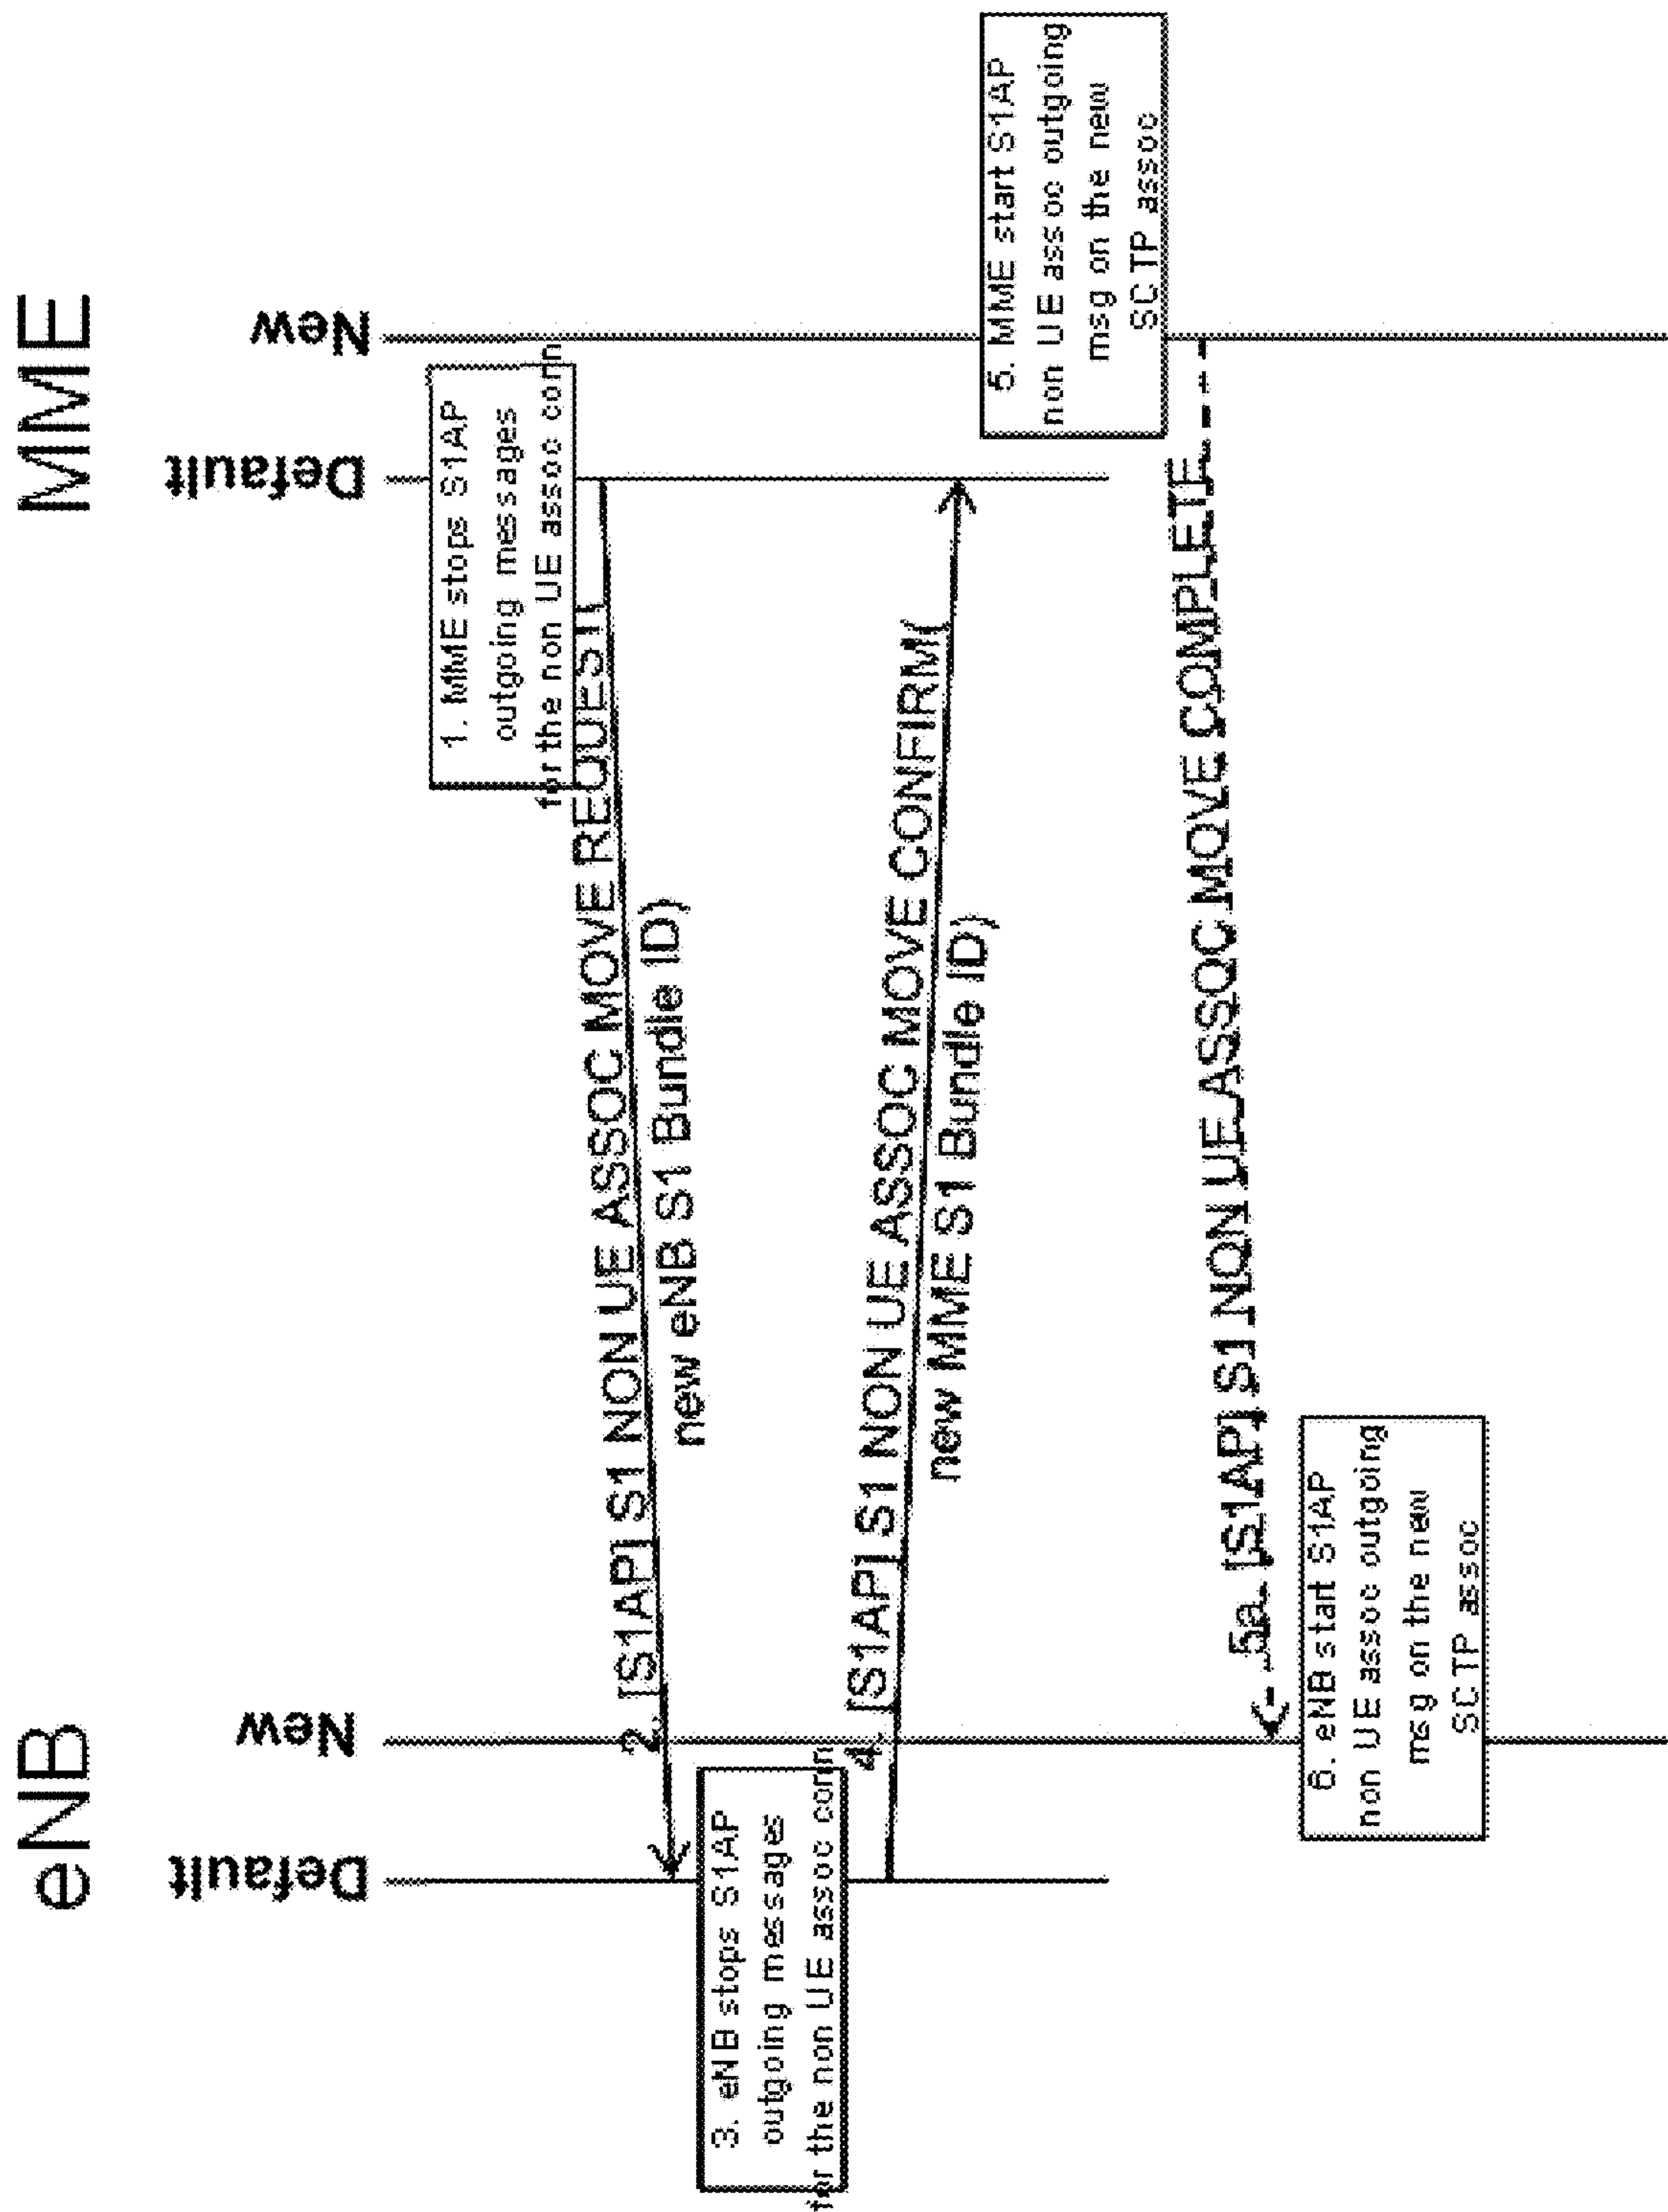 eNB
MME
Default
New
Default
New
1. MME stops S1AP
outgoing messages
for the non UE assoc conn
2. [S1AP] S1 NON UE ASSOC MOVE REQUEST(
new eNB S1 Bundle ID)
3. eNB stops S1AP
outgoing messages
for the non UE assoc conn
4. [S1AP] S1 NON UE ASSOC MOVE CONFIRM(
new MME S1 Bundle ID)
5. MME start S1AP
non UE assoc outgoing
msg on the new
SCTP assoc
5a. [S1AP] S1 NON UE ASSOC MOVE COMPLETE
6. eNB start S1AP
non UE assoc outgoing
msg on the new
SCTP assoc